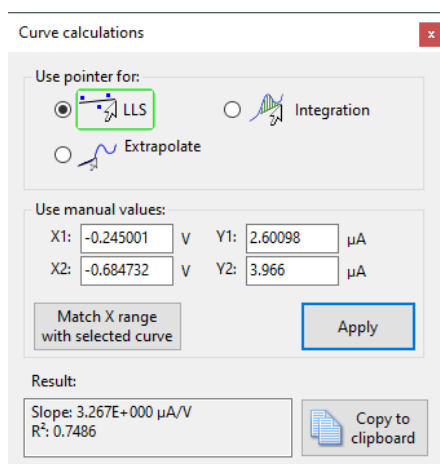 Curve calculations
x
Use pointer for:
LLS
Integration
Extrapolate
Use manual values:
X1: -0.245001 V Y1: 2.60098 µA
X2: -0.684732 V Y2: 3.966 µA
Match X range
with selected curve
Apply
Result:
Slope: 3.267E+000 µA/V
R²: 0.7486
Copy to
clipboard